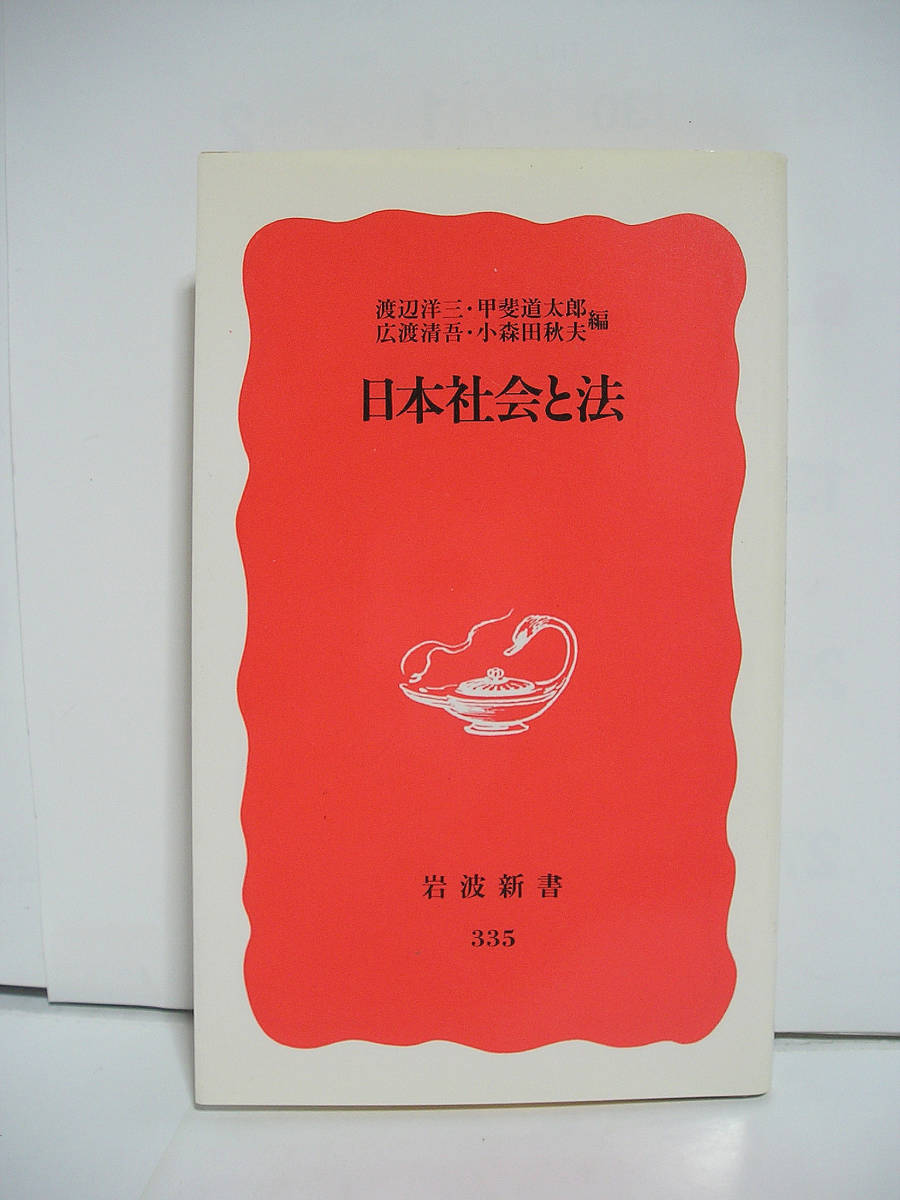 渡辺洋三・甲斐道太郎
広渡清吾・小森田秋夫 編
日本社会と法
岩波新書
335